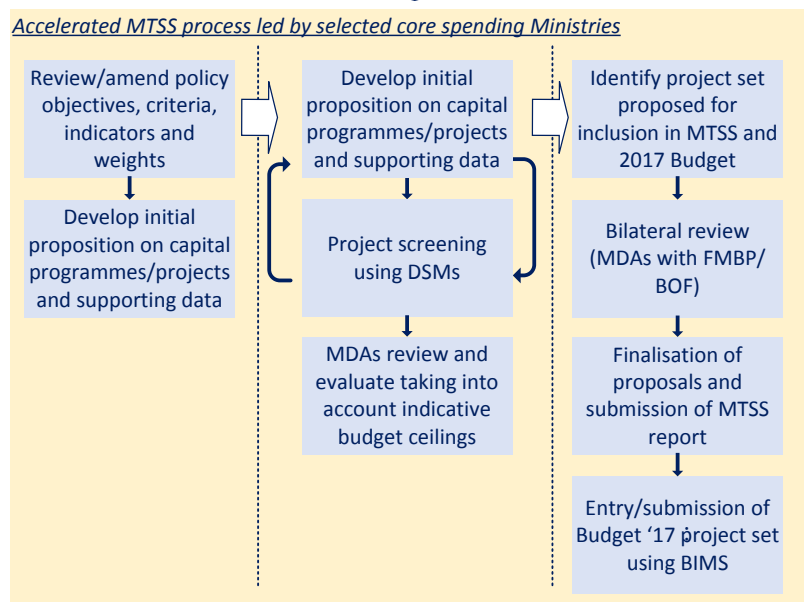 Accelerated MTSS process led by selected core spending Ministries
Review/amend policy
objectives, criteria,
indicators and
weights
Develop initial
proposition on capital
programmes/projects
and supporting data
Develop initial
proposition on capital
programmes/projects
and supporting data
Project screening
using DSMs
MDAs review and
evaluate taking into
account indicative
budget ceilings
Identify project set
proposed for
inclusion in MTSS and
2017 Budget
Bilateral review
(MDAs with FMBP/
BOF)
Finalisation of
proposals and
submission of MTSS
report
Entry/submission of
Budget ‘17 project set
using BIMS